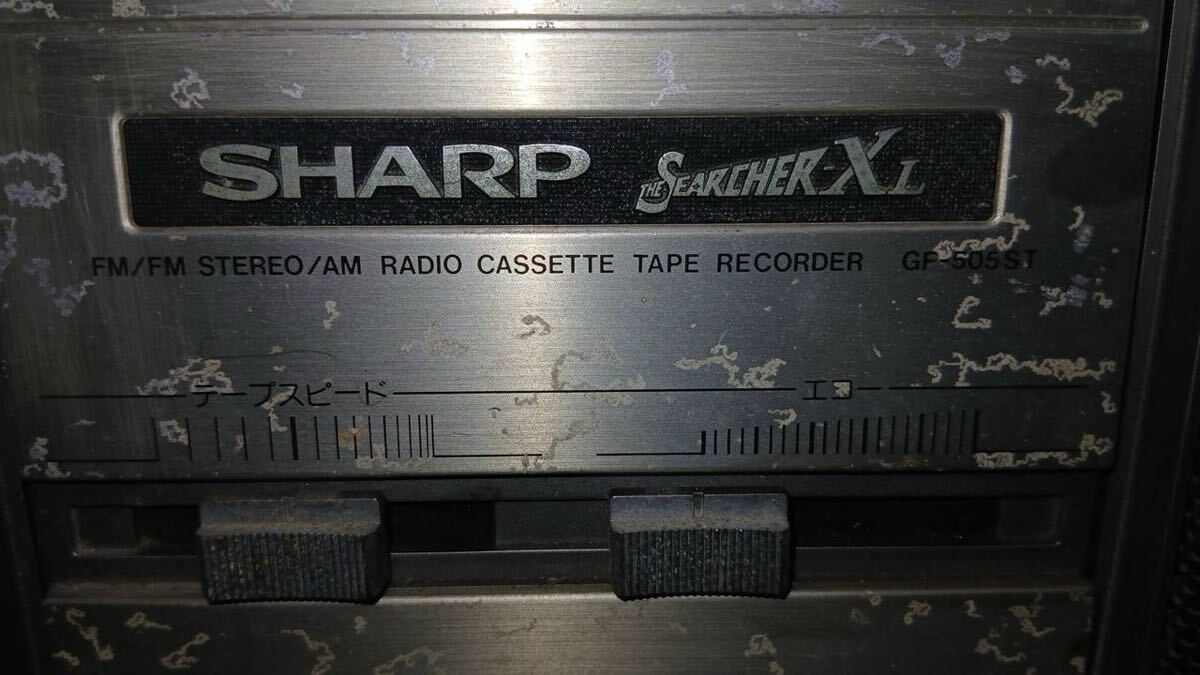 SHARP THE SEARCHER-XL
FM/FM STEREO/AM RADIO CASSETTE TAPE RECORDER GF-505ST
テープスピード エコー